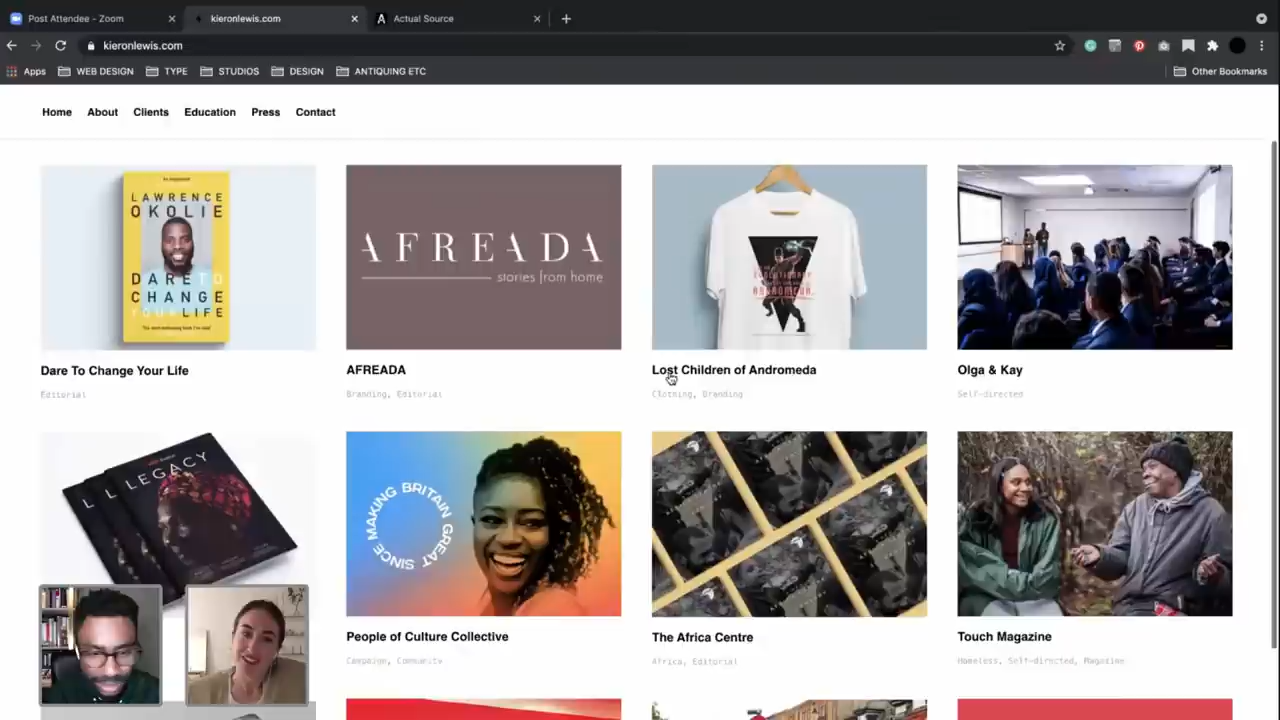 Post Attendee - Zoom
kieronlewis.com
Actual Source
kieronlewis.com
Apps
WEB DESIGN
TYPE
STUDIOS
DESIGN
ANTIQUING ETC
Other Bookmarks
Home
About
Clients
Education
Press
Contact
LAWRENCE
OKOLIE
DARE TO
CHANGE
YOUR LIFE
AFREADA
stories from home
ANDROMEDA
Dare To Change Your Life
Editorial
AFREADA
Branding, Editorial
Lost Children of Andromeda
Clothing, Branding
Olga & Kay
Self-directed
L
L
LEGACY
MAKING BRITAIN GREAT SINCE
People of Culture Collective
Campaign, Community
The Africa Centre
Africa, Editorial
Touch Magazine
Homeless, Self-directed, Magazine